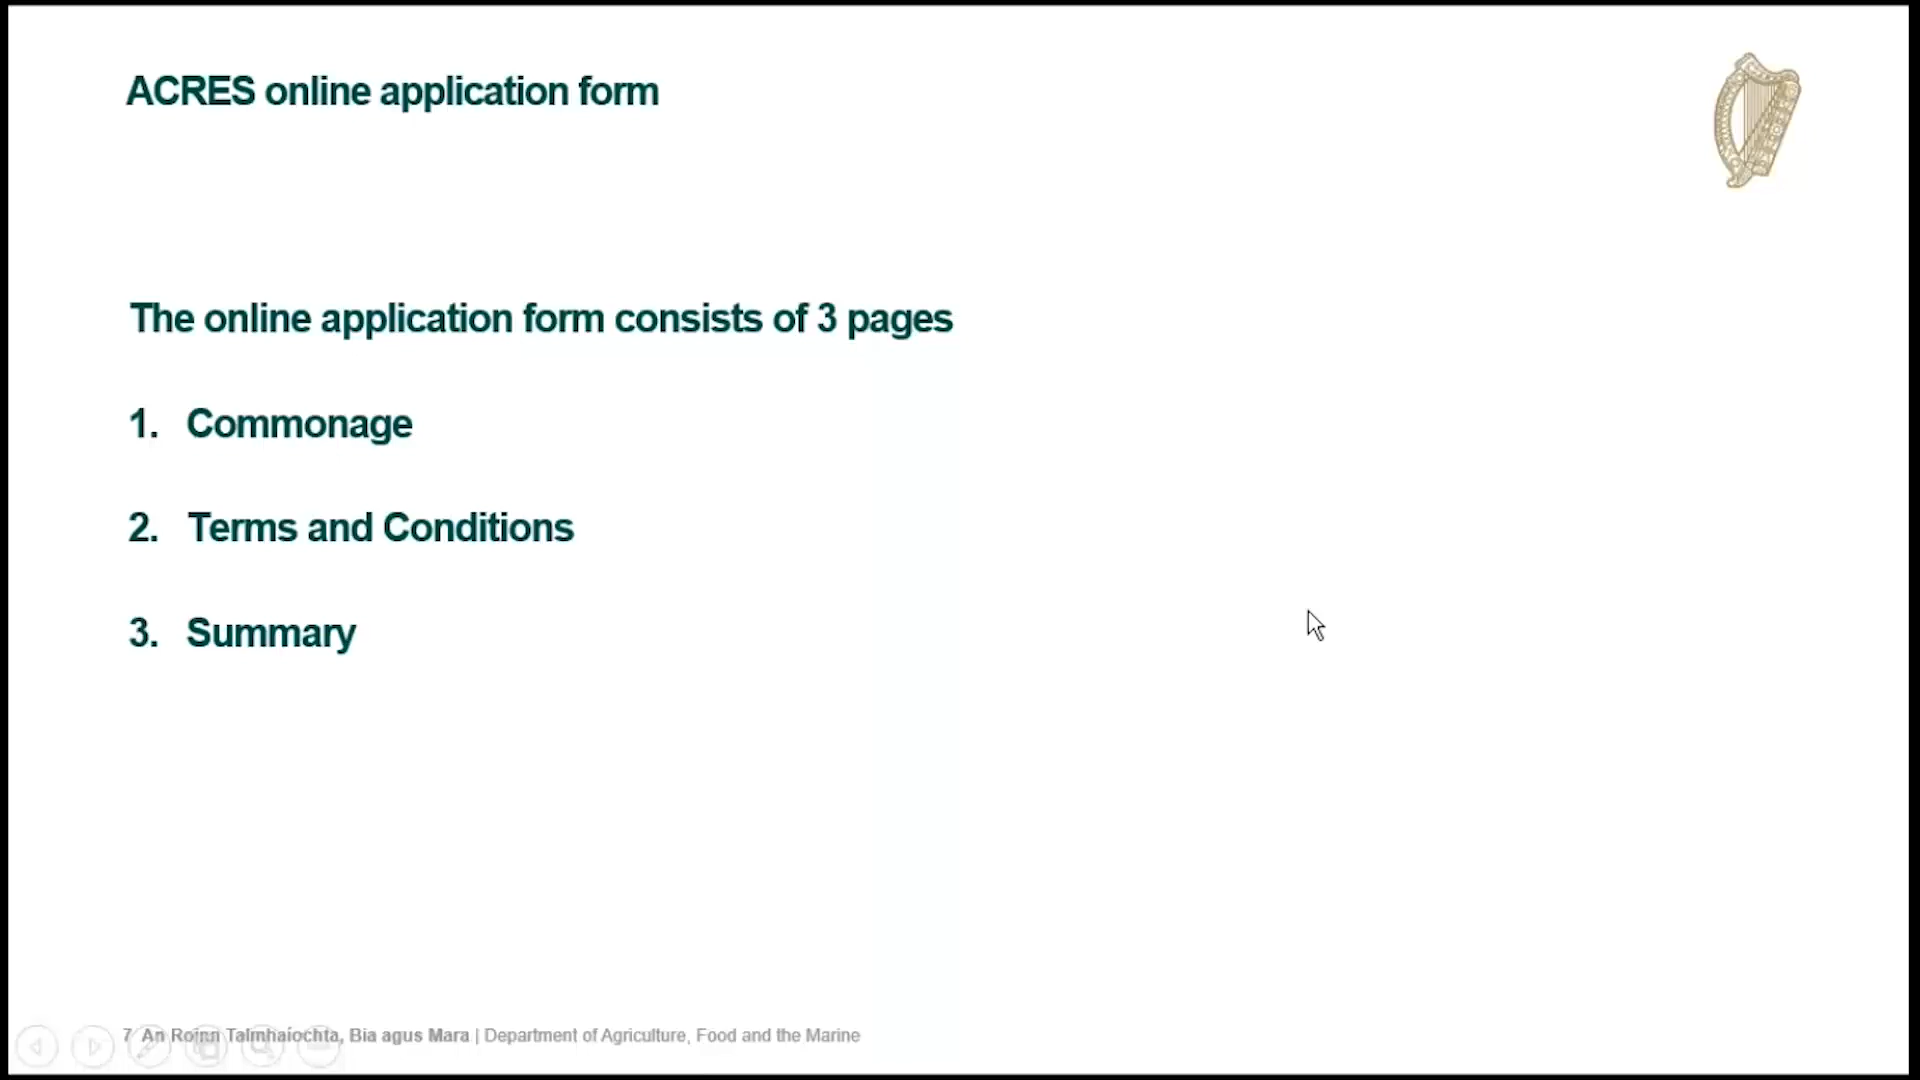 ACRES online application form
The online application form consists of 3 pages
1. Commonage
2. Terms and Conditions
3. Summary
7 An Roinn Talmhaíochta, Bia agus Mara | Department of Agriculture, Food and the Marine